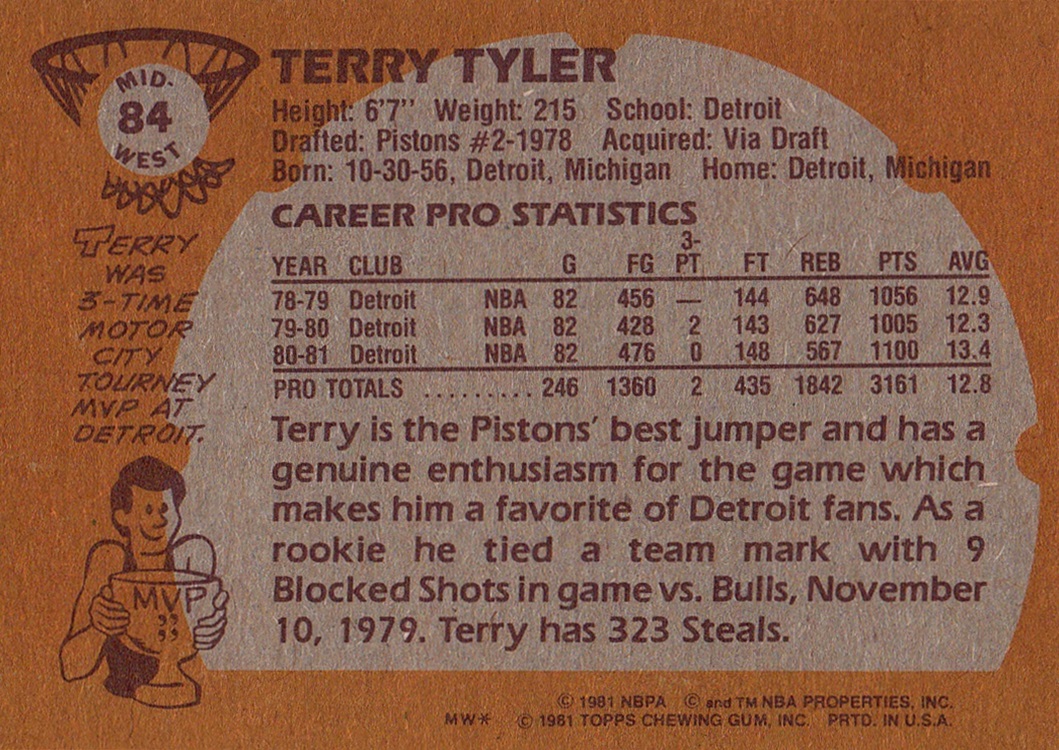 MID-
84
WEST
TERRY TYLER
Height: 6'7'' Weight: 215 School: Detroit
Drafted: Pistons #2-1978 Acquired: Via Draft
Born: 10-30-56, Detroit, Michigan Home: Detroit, Michigan
CAREER PRO STATISTICS
YEAR CLUB G FG 3-PT FT REB PTS AVG
78-79 Detroit NBA 82 456 — 144 648 1056 12.9
79-80 Detroit NBA 82 428 2 143 627 1005 12.3
80-81 Detroit NBA 82 476 0 148 567 1100 13.4
PRO TOTALS .......... 246 1360 2 435 1842 3161 12.8
Terry is the Pistons' best jumper and has a
genuine enthusiasm for the game which
makes him a favorite of Detroit fans. As a
rookie he tied a team mark with 9
Blocked Shots in game vs. Bulls, November
10, 1979. Terry has 323 Steals.
TERRY
WAS
3-TIME
MOTOR
CITY
TOURNEY
MVP AT
DETROIT.
MVP
,,
,,
© 1981 NBPA © and TM NBA PROPERTIES, INC.
MW* © 1981 TOPPS CHEWING GUM, INC. PRTD. IN U.S.A.